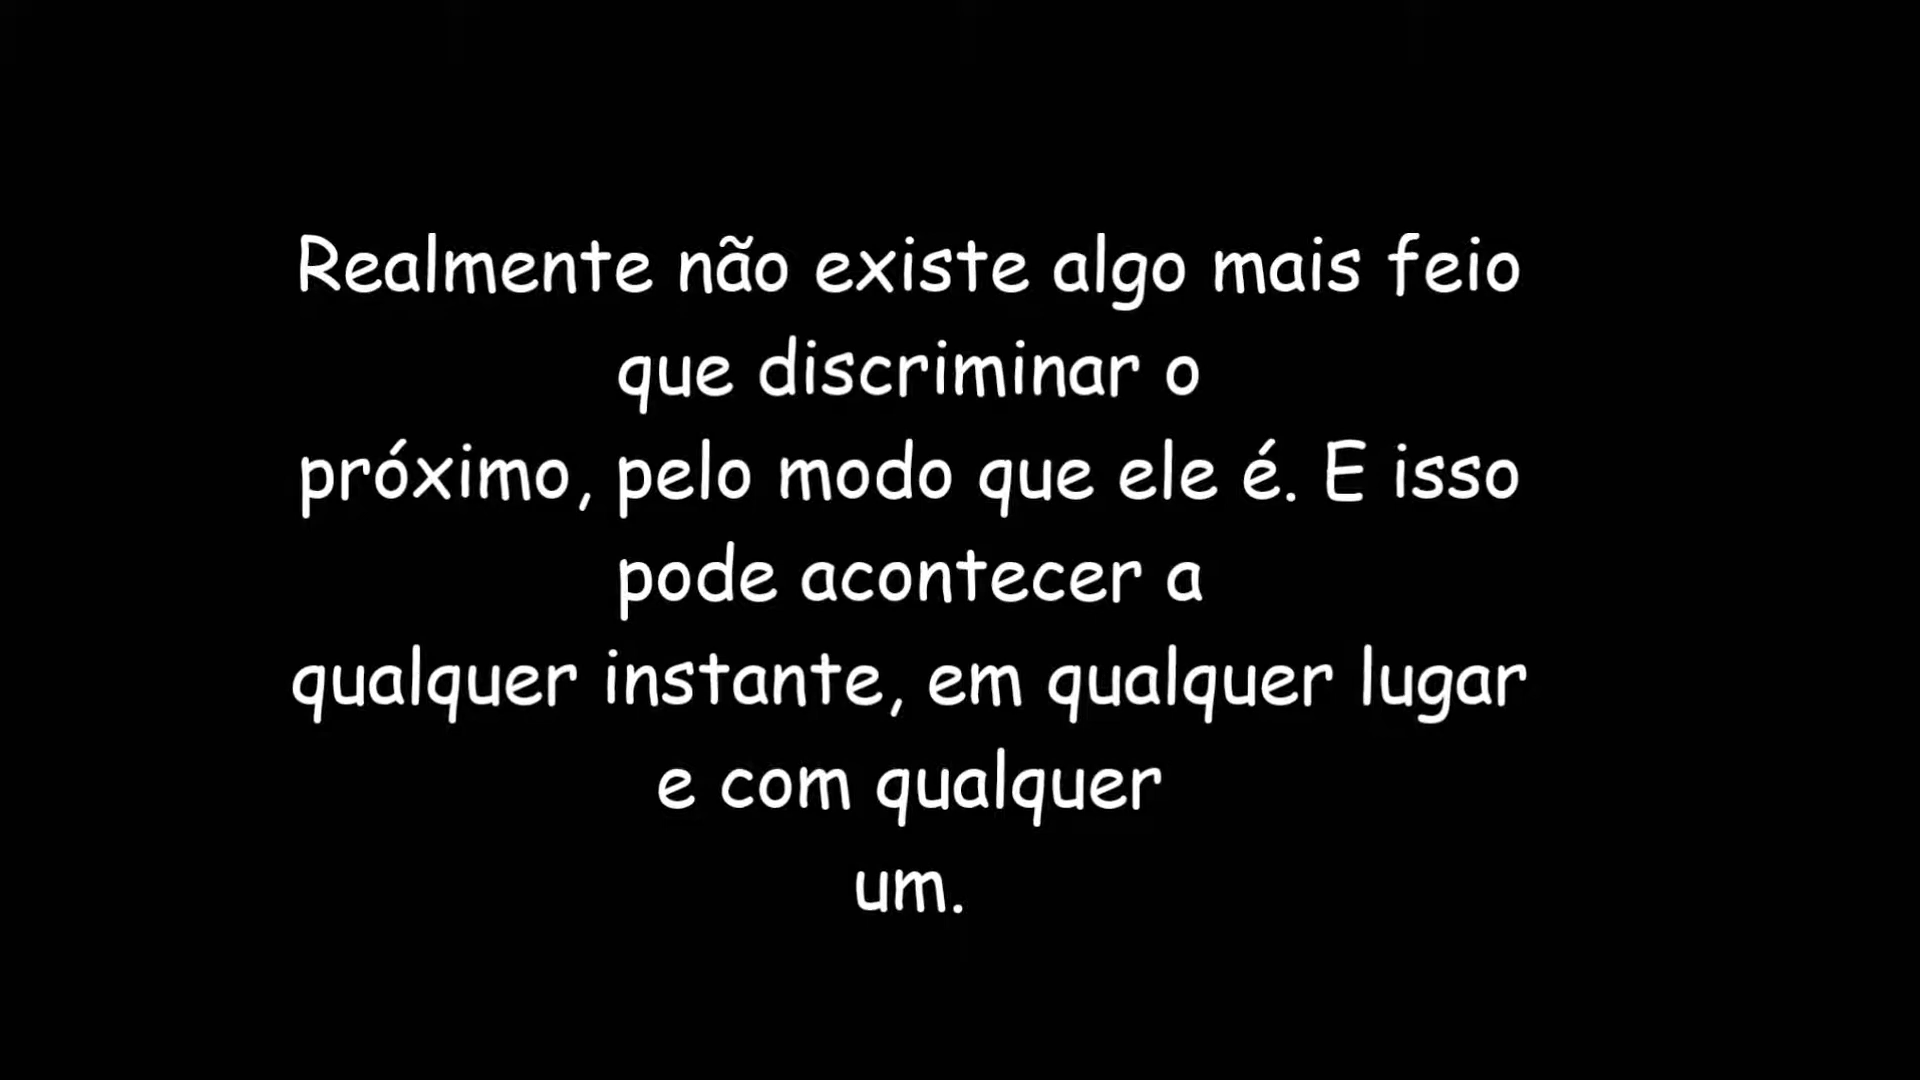 Realmente não existe algo mais feio
que discriminar o
próximo, pelo modo que ele é. E isso
pode acontecer a
qualquer instante, em qualquer lugar
e com qualquer
um.